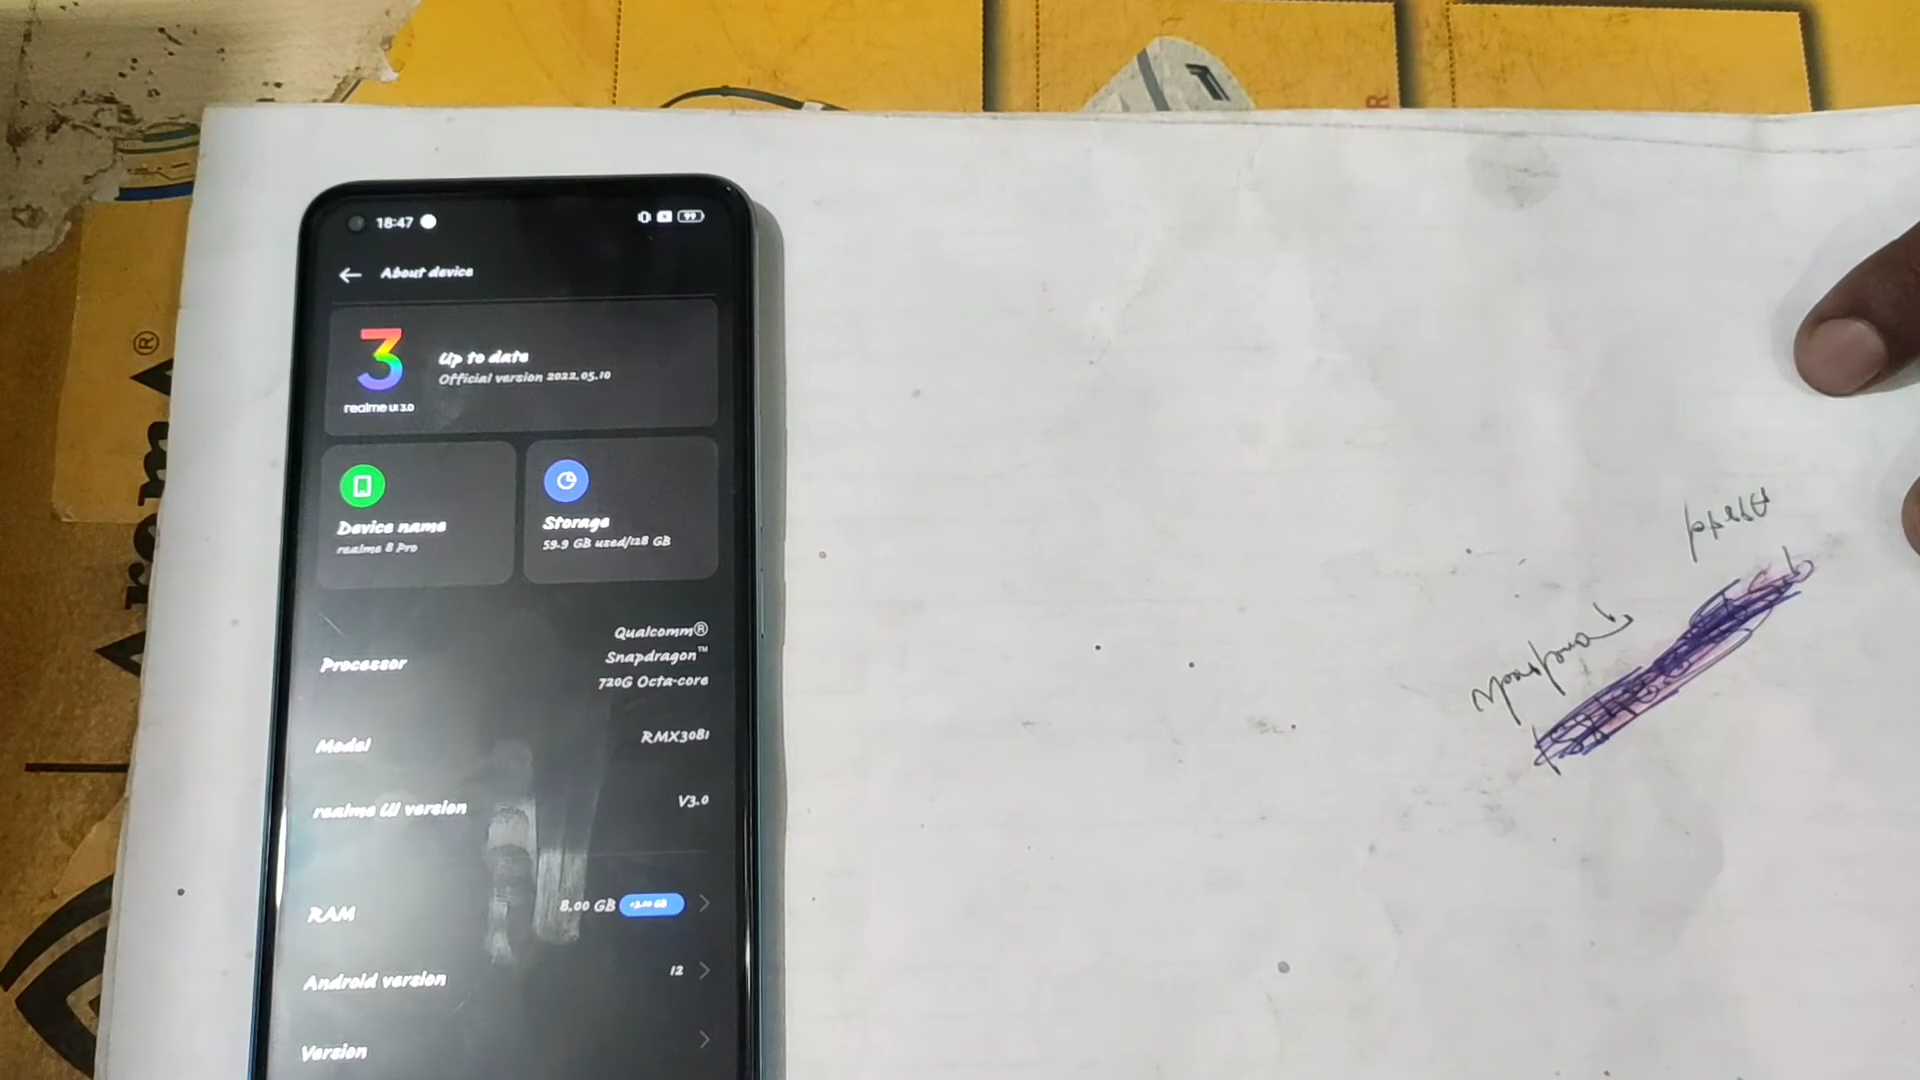 18:47
99
About device
3
realme UI 3.0
Up to date
Official version 2022.05.10
Device name
realme 8 Pro
Storage
59.9 GB used/128 GB
Processor
Qualcomm®
Snapdragon™
720G Octa-core
Model
RMX3081
realme UI version
V3.0
RAM
8.00 GB
Android version
12
Version
R